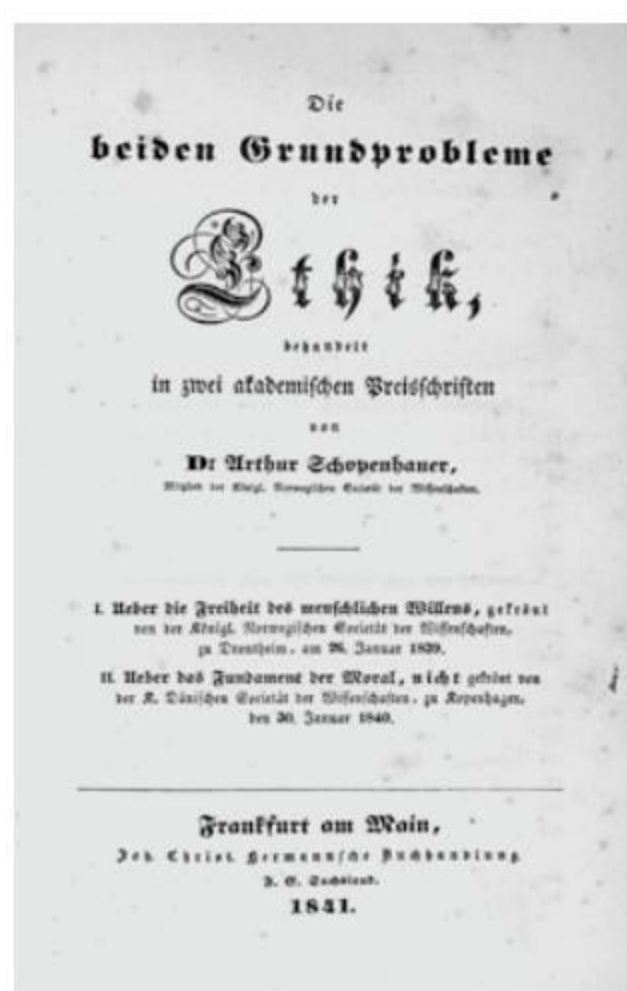 Die
beiden Grundprobleme
der
Ethik,
behandelt
in zwei akademischen Preisschriften
von
Dr Arthur Schopenhauer,
Mitglied der Königl. Norwegischen Societät der Wissenschaften.
I. Ueber die Freiheit des menschlichen Willens, gekrönt
von der Königl. Norwegischen Societät der Wissenschaften,
zu Drontheim, am 26. Januar 1839.
II. Ueber das Fundament der Moral, nicht gekrönt von
der K. Dänischen Societät der Wissenschaften, zu Kopenhagen,
den 30. Januar 1840.
Frankfurt am Main,
Joh. Christ. Hermannsche Buchhandlung
F. E. Suchsland.
1841.